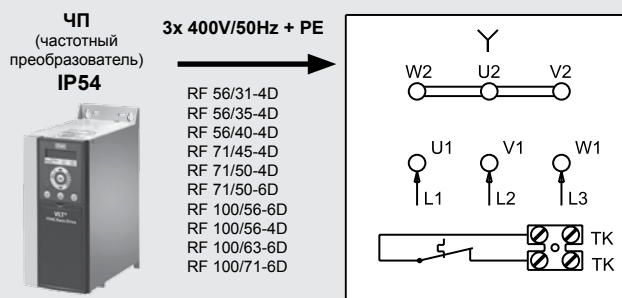 ЧП
(частотный
преобразователь)
IP54
3x 400V/50Hz + PE
RF 56/31-4D
RF 56/35-4D
RF 56/40-4D
RF 71/45-4D
RF 71/50-4D
RF 71/50-6D
RF 100/56-6D
RF 100/56-4D
RF 100/63-6D
RF 100/71-6D
W2 U2 V2
U1 V1 W1
L1 L2 L3
TK
TK
VLT